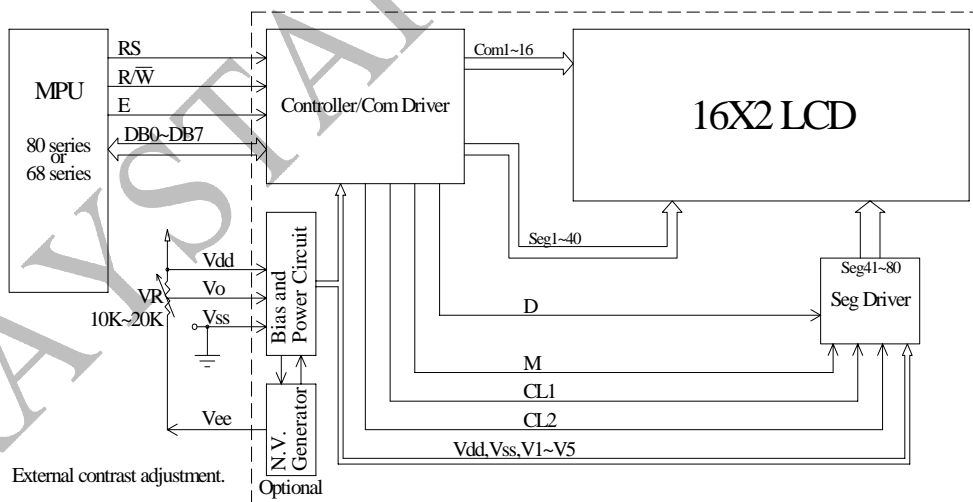 MPU
80 series
or
68 series
RS
R/W̅
E
DB0~DB7
Controller/Com Driver
Com1~16
16X2 LCD
Seg1~40
Seg41~80
Seg Driver
D
M
CL1
CL2
Vdd,Vss,V1~V5
Vdd
Vo
Vss
VR
10K~20K
Bias and
Power Circuit
Vee
N.V.
Generator
Optional
External contrast adjustment.